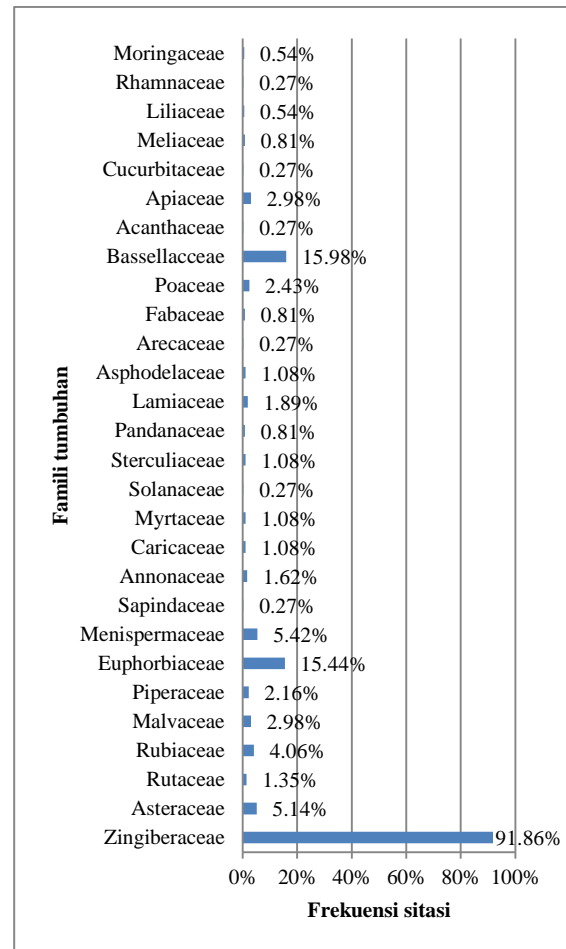 Moringaceae 0.54%
Rhamnaceae 0.27%
Liliaceae 0.54%
Meliaceae 0.81%
Cucurbitaceae 0.27%
Apiaceae 2.98%
Acanthaceae 0.27%
Bassellacceae 15.98%
Poaceae 2.43%
Fabaceae 0.81%
Arecaceae 0.27%
Asphodelaceae 1.08%
Lamiaceae 1.89%
Pandanaceae 0.81%
Sterculiaceae 1.08%
Solanaceae 0.27%
Myrtaceae 1.08%
Caricaceae 1.08%
Annonaceae 1.62%
Sapindaceae 0.27%
Menispermaceae 5.42%
Euphorbiaceae 15.44%
Piperaceae 2.16%
Malvaceae 2.98%
Rubiaceae 4.06%
Rutaceae 1.35%
Asteraceae 5.14%
Zingiberaceae 91.86%
0% 20% 40% 60% 80% 100%
Frekuensi sitasi
Famili tumbuhan